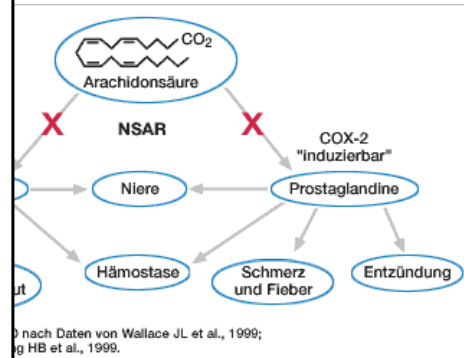 CO2
Arachidonsäure
X
NSAR
X
COX-2
"induzierbar"
Niere
Prostaglandine
Hämostase
Schmerz
und Fieber
Entzündung
nach Daten von Wallace JL et al., 1999;
HB et al., 1999.